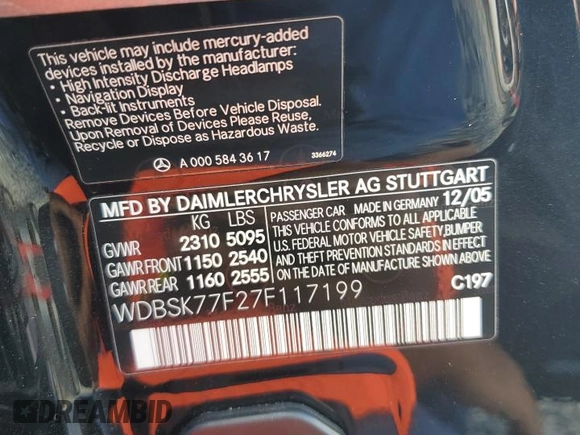 This vehicle may include mercury-added
devices installed by the manufacturer:
• High Intensity Discharge Headlamps
• Navigation Display
• Back-lit Instruments
Remove Devices Before Vehicle Disposal.
Upon Removal of Devices Please Reuse,
Recycle or Dispose as Hazardous Waste.
A 000 584 36 17 3366274
MFD BY DAIMLERCHRYSLER AG STUTTGART
KG LBS PASSENGER CAR MADE IN GERMANY 12/05
GVWR 2310 5095 THIS VEHICLE CONFORMS TO ALL APPLICABLE
GAWR FRONT 1150 2540 U.S. FEDERAL MOTOR VEHICLE SAFETY, BUMPER
GAWR REAR 1160 2555 AND THEFT PREVENTION STANDARDS IN
EFFECT ON THE DATE OF MANUFACTURE
WDBSK77F27F117199 C197
DREAMBID